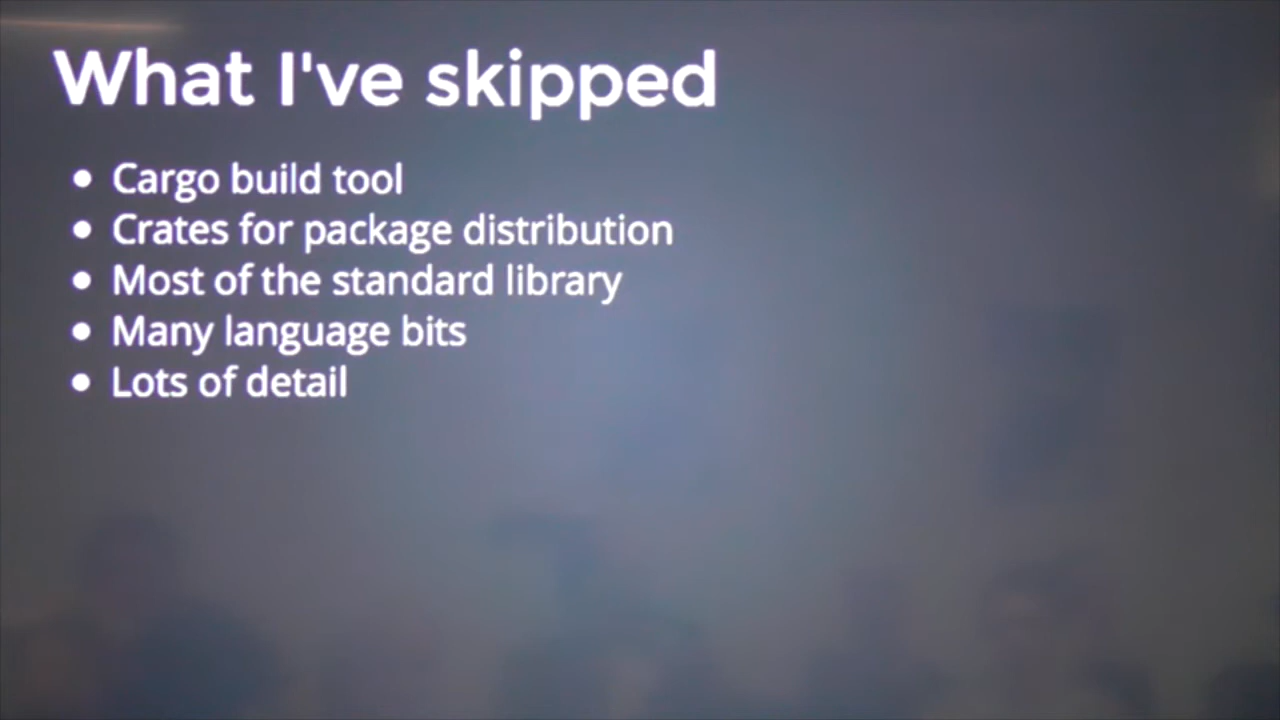 What I've skipped
• Cargo build tool
• Crates for package distribution
• Most of the standard library
• Many language bits
• Lots of detail